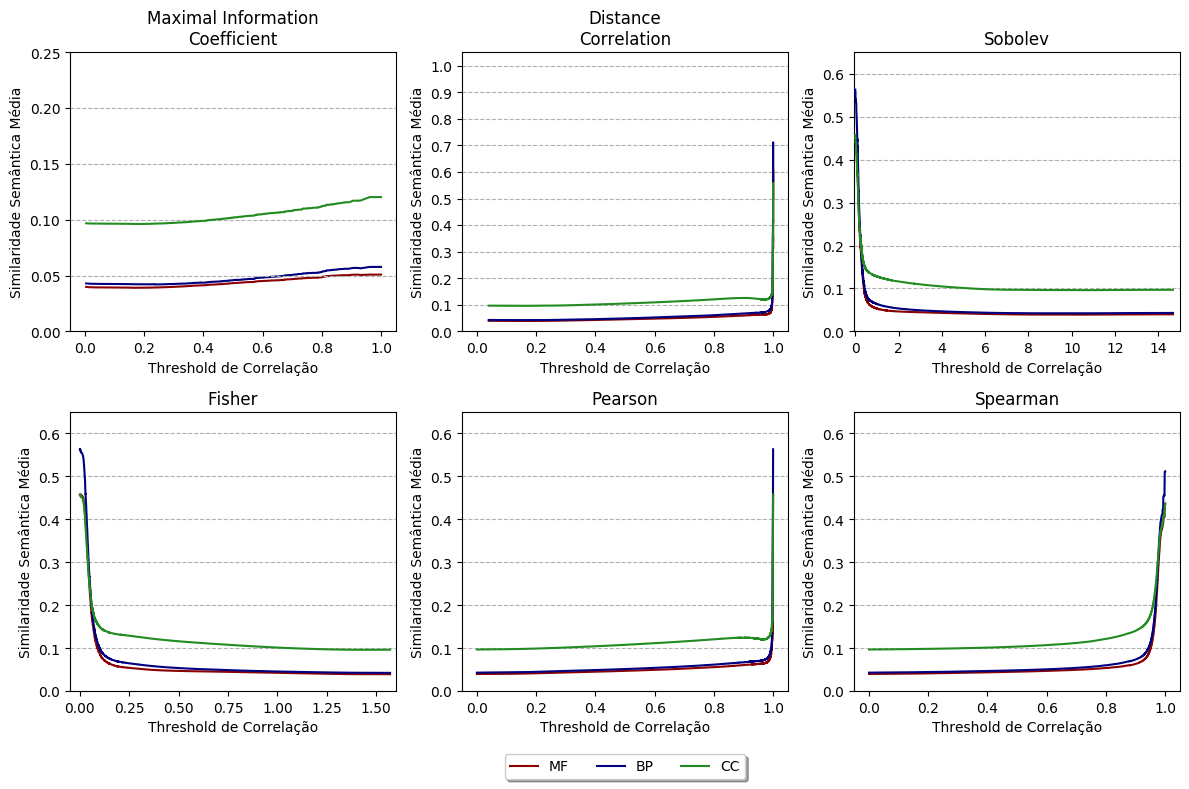 Maximal Information
Coefficient
Similaridade Semântica Média
0.25
0.20
0.15
0.10
0.05
0.00
0.0 0.2 0.4 0.6 0.8 1.0
Threshold de Correlação
Distance
Correlation
Similaridade Semântica Média
1.0
0.9
0.8
0.7
0.6
0.5
0.4
0.3
0.2
0.1
0.0
0.0 0.2 0.4 0.6 0.8 1.0
Threshold de Correlação
Sobolev
Similaridade Semântica Média
0.6
0.5
0.4
0.3
0.2
0.1
0.0
0 2 4 6 8 10 12 14
Threshold de Correlação
Fisher
Similaridade Semântica Média
0.6
0.5
0.4
0.3
0.2
0.1
0.0
0.00 0.25 0.50 0.75 1.00 1.25 1.50
Threshold de Correlação
Pearson
Similaridade Semântica Média
0.6
0.5
0.4
0.3
0.2
0.1
0.0
0.0 0.2 0.4 0.6 0.8 1.0
Threshold de Correlação
Spearman
Similaridade Semântica Média
0.6
0.5
0.4
0.3
0.2
0.1
0.0
0.0 0.2 0.4 0.6 0.8 1.0
Threshold de Correlação
MF BP CC